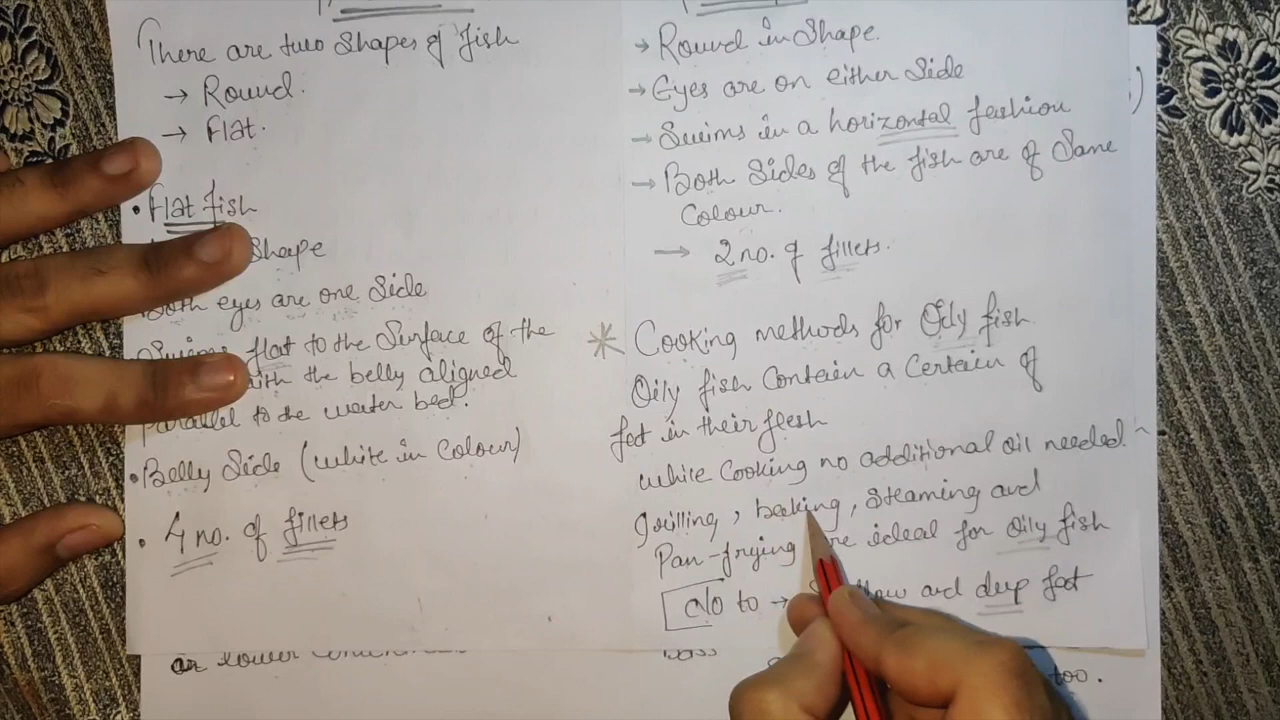 There are two Shapes of fish
→ Round.
→ Flat.
• Flat fish
Shape
Both eyes are one Side
Swims flat to the Surface of the
with the belly aligned
parallel to the water bed.
• Belly Side (White in Colour)
• 4 no. of fillets
→ Round in Shape.
→ Eyes are on either Side
→ Swims in a horizontal fashion
→ Both Sides of the fish are of Same
Colour.
→ 2 no. of fillets.
Cooking methods for Oily fish
Oily fish Contain a Certain of
fat in their flesh
while Cooking no additional oil needed.
grilling, baking, Steaming and
Pan-frying are ideal for Oily fish
No to → and deep fat
too.